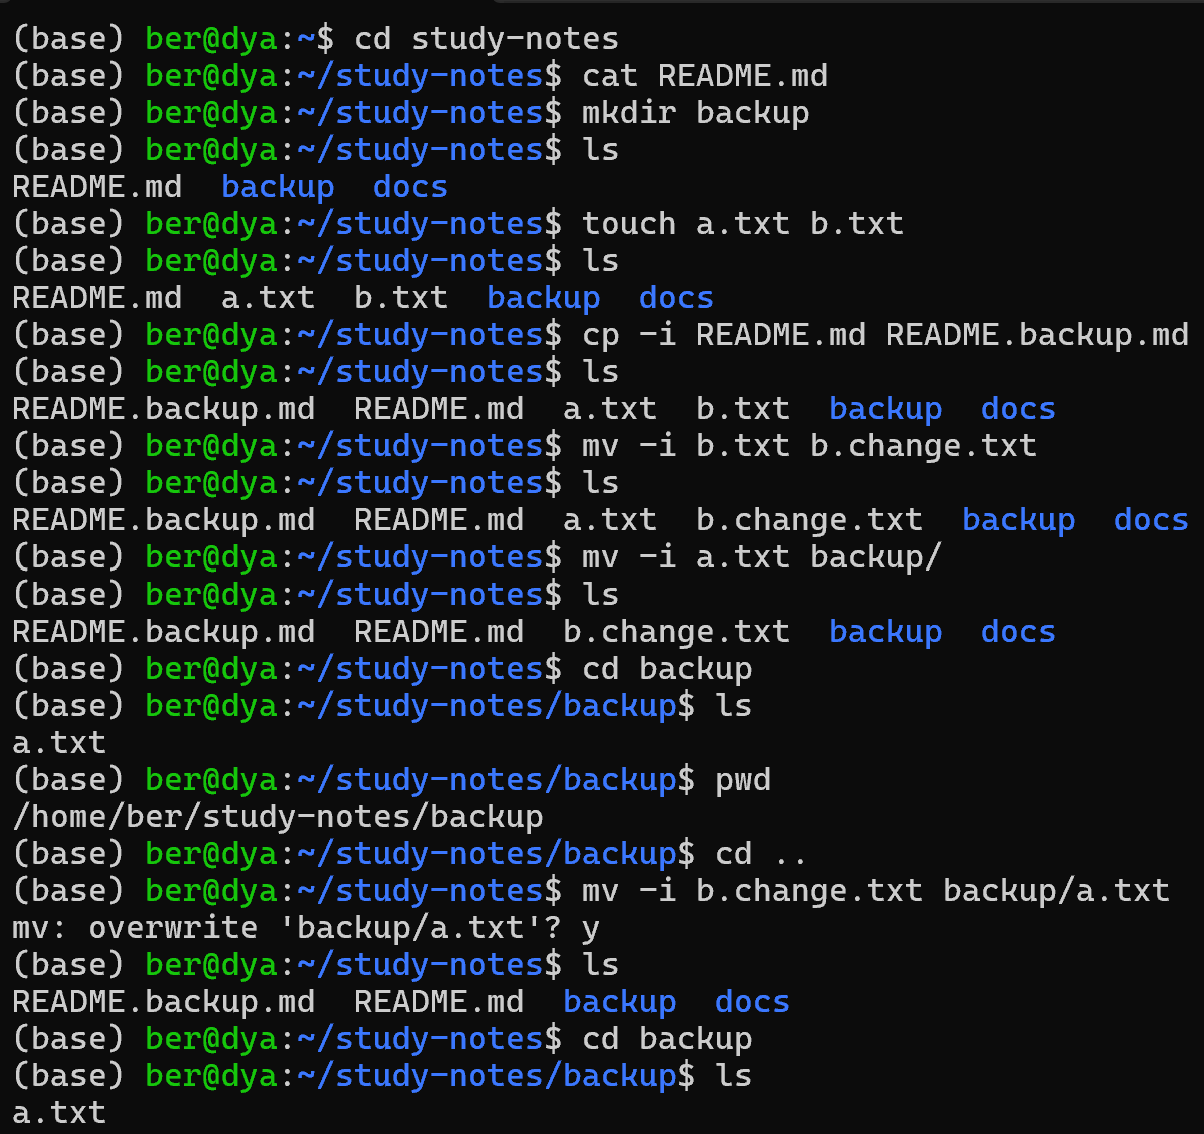 (base) ber@dya:~$ cd study-notes
(base) ber@dya:~/study-notes$ cat README.md
(base) ber@dya:~/study-notes$ mkdir backup
(base) ber@dya:~/study-notes$ ls
README.md  backup  docs
(base) ber@dya:~/study-notes$ touch a.txt b.txt
(base) ber@dya:~/study-notes$ ls
README.md  a.txt  b.txt  backup  docs
(base) ber@dya:~/study-notes$ cp -i README.md README.backup.md
(base) ber@dya:~/study-notes$ ls
README.backup.md  README.md  a.txt  b.txt  backup  docs
(base) ber@dya:~/study-notes$ mv -i b.txt b.change.txt
(base) ber@dya:~/study-notes$ ls
README.backup.md  README.md  a.txt  b.change.txt  backup  docs
(base) ber@dya:~/study-notes$ mv -i a.txt backup/
(base) ber@dya:~/study-notes$ ls
README.backup.md  README.md  b.change.txt  backup  docs
(base) ber@dya:~/study-notes$ cd backup
(base) ber@dya:~/study-notes/backup$ ls
a.txt
(base) ber@dya:~/study-notes/backup$ pwd
/home/ber/study-notes/backup
(base) ber@dya:~/study-notes/backup$ cd ..
(base) ber@dya:~/study-notes$ mv -i b.change.txt backup/a.txt
mv: overwrite 'backup/a.txt'? y
(base) ber@dya:~/study-notes$ ls
README.backup.md  README.md  backup  docs
(base) ber@dya:~/study-notes$ cd backup
(base) ber@dya:~/study-notes/backup$ ls
a.txt